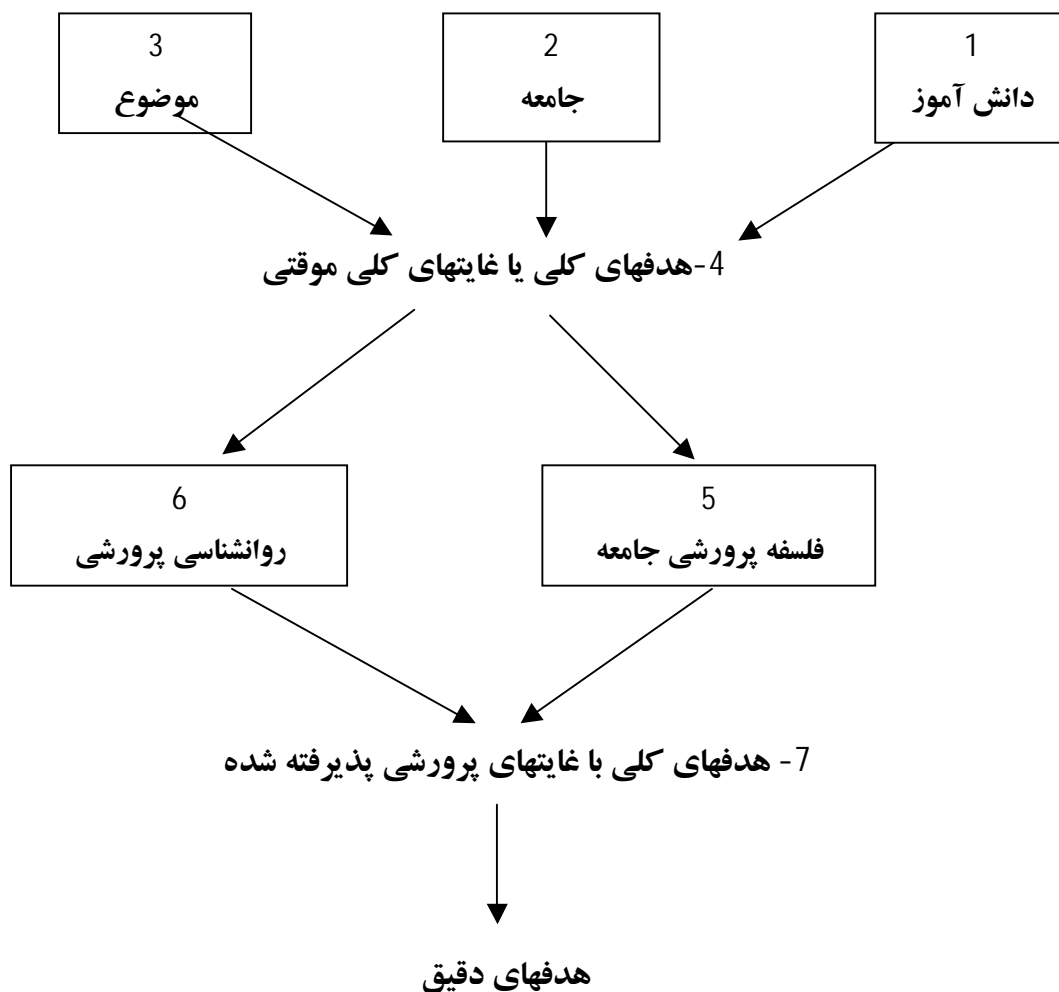 1
دانش آموز
2
جامعه
3
موضوع
4-هدفهای کلی یا غایتهای کلی موقتی
5
فلسفه پرورشی جامعه
6
روانشناسی پرورشی
7- هدفهای کلی با غایتهای پرورشی پذیرفته شده
هدفهای دقیق